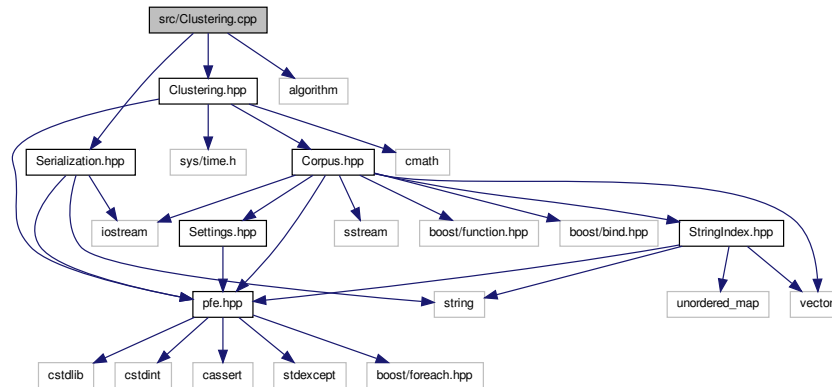 src/Clustering.cpp
Clustering.hpp
algorithm
Serialization.hpp
sys/time.h
Corpus.hpp
cmath
iostream
Settings.hpp
sstream
boost/function.hpp
boost/bind.hpp
StringIndex.hpp
pfe.hpp
string
unordered_map
vector
cstdlib
cstdint
cassert
stdexcept
boost/foreach.hpp